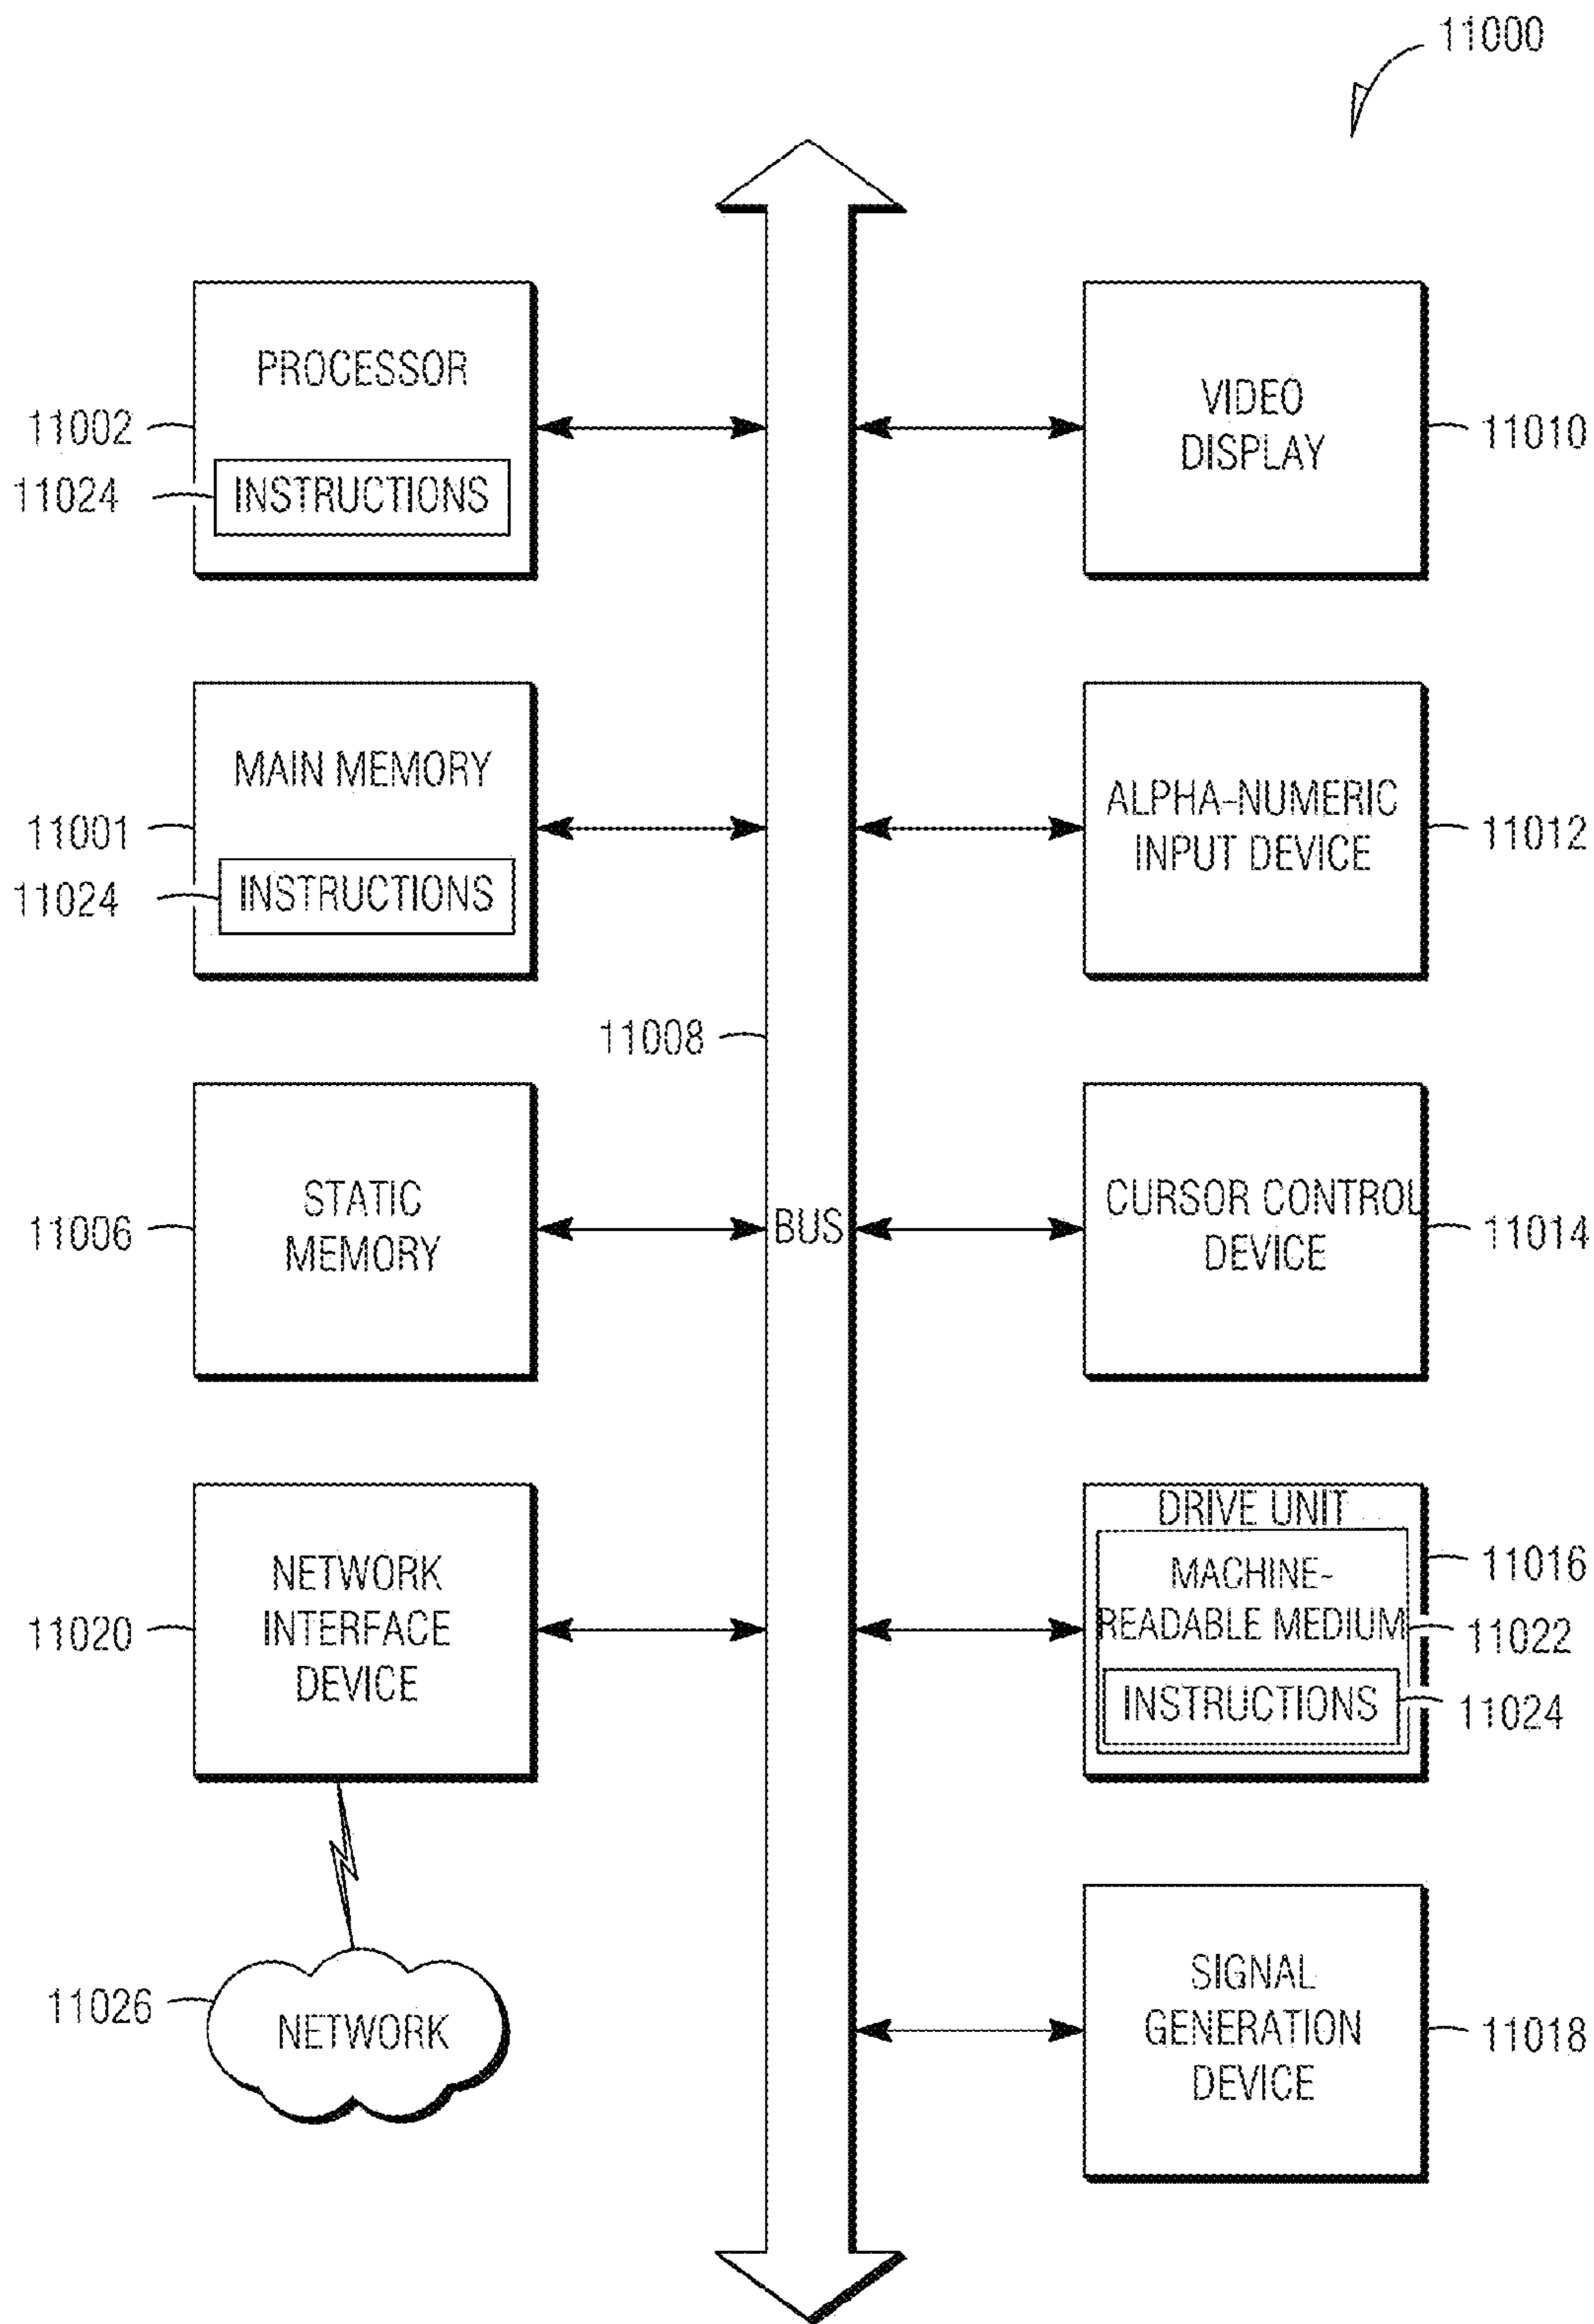 11000
PROCESSOR
11002
11024
INSTRUCTIONS
VIDEO
DISPLAY
11010
MAIN MEMORY
11001
11024
INSTRUCTIONS
ALPHA-NUMERIC
INPUT DEVICE
11012
11008
STATIC
MEMORY
11006
BUS
CURSOR CONTROL
DEVICE
11014
NETWORK
INTERFACE
DEVICE
11020
DRIVE UNIT
11016
MACHINE-
READABLE MEDIUM
11022
INSTRUCTIONS
11024
11026
NETWORK
SIGNAL
GENERATION
DEVICE
11018